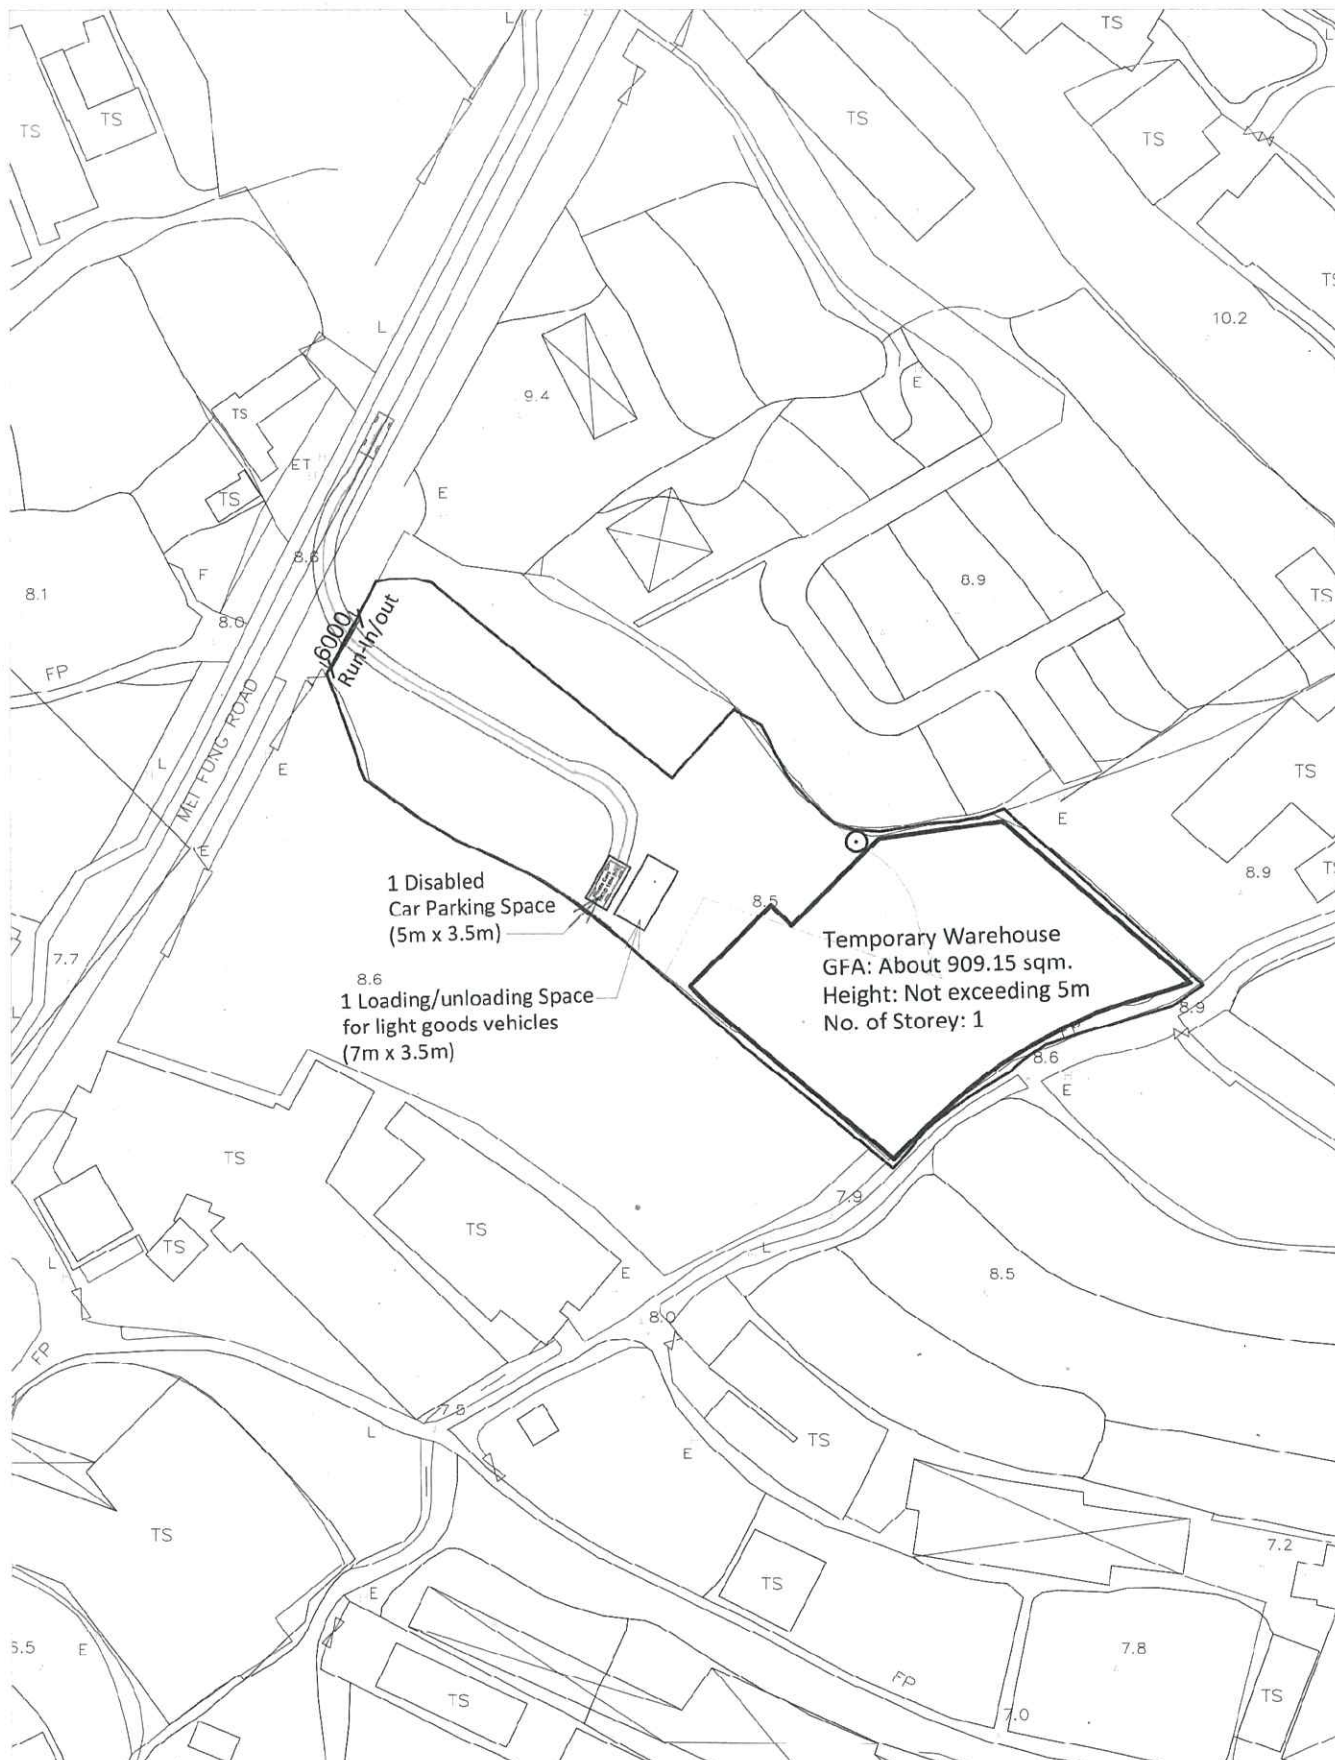 L
TS
TS
TS
TS
TS
TS
10.2
L
9.4
E
TS
ET
E
TS
8.6
8.9
F
8.1
TS
8.0
6000
Run-In/out
FP
MEI FUNG ROAD
L
E
TS
E
E
8.9
1 Disabled
Car Parking Space
(5m x 3.5m)
8.5
Temporary Warehouse
GFA: About 909.15 sqm.
Height: Not exceeding 5m
No. of Storey: 1
7.7
8.6
1 Loading/unloading Space
for light goods vehicles
(7m x 3.5m)
L
8.9
8.6
E
TS
7.9
TS
TS
L
L
E
8.5
8.0
FP
7.5
L
E
TS
TS
7.2
TS
E
E
7.8
FP
TS
TS
7.0